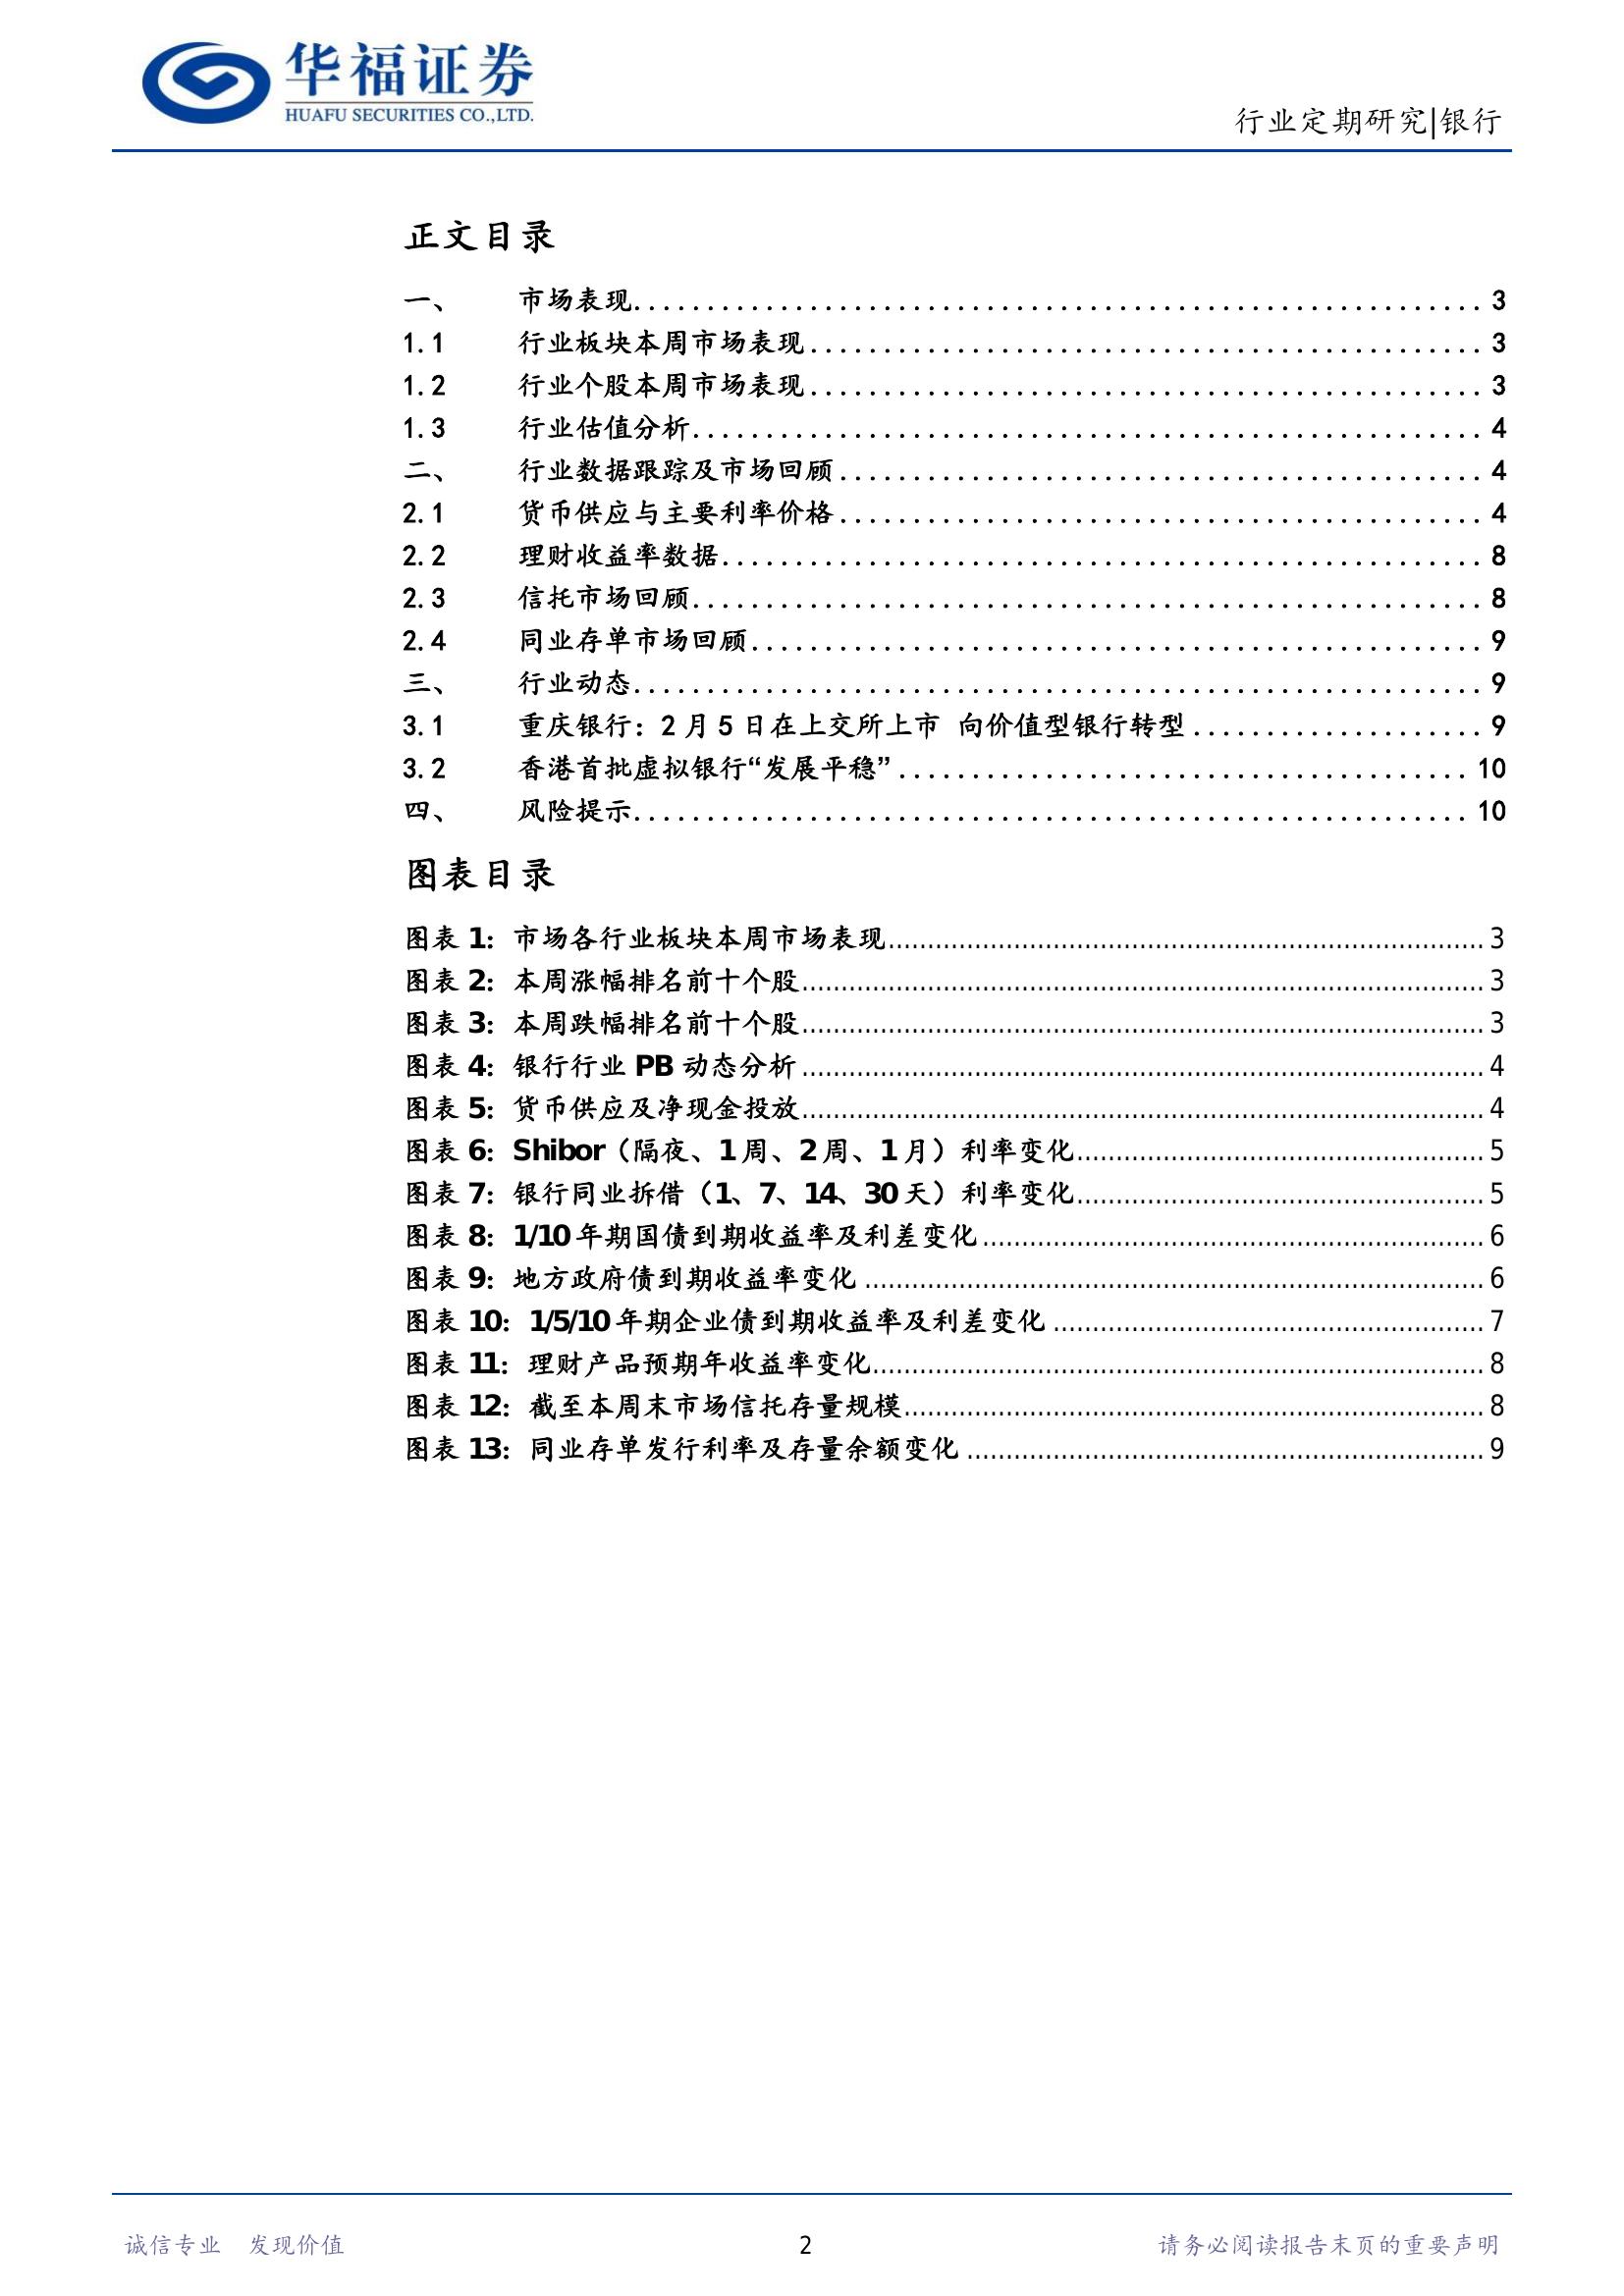 华福证券
HUAFU SECURITIES CO.,LTD.
行业定期研究|银行
正文目录
一、 市场表现 3
1.1 行业板块本周市场表现 3
1.2 行业个股本周市场表现 3
1.3 行业估值分析 4
二、 行业数据跟踪及市场回顾 4
2.1 货币供应与主要利率价格 4
2.2 理财收益率数据 8
2.3 信托市场回顾 8
2.4 同业存单市场回顾 9
三、 行业动态 9
3.1 重庆银行：2 月 5 日在上交所上市 向价值型银行转型 9
3.2 香港首批虚拟银行“发展平稳” 10
四、 风险提示 10
图表目录
图表 1：市场各行业板块本周市场表现 3
图表 2：本周涨幅排名前十个股 3
图表 3：本周跌幅排名前十个股 3
图表 4：银行行业 PB 动态分析 4
图表 5：货币供应及净现金投放 4
图表 6：Shibor（隔夜、1 周、2 周、1 月）利率变化 5
图表 7：银行同业拆借（1、7、14、30 天）利率变化 5
图表 8：1/10 年期国债到期收益率及利差变化 6
图表 9：地方政府债到期收益率变化 6
图表 10：1/5/10 年期企业债到期收益率及利差变化 7
图表 11：理财产品预期年收益率变化 8
图表 12：截至本周末市场信托存量规模 8
图表 13：同业存单发行利率及存量余额变化 9
诚信专业 发现价值
2
请务必阅读报告末页的重要声明